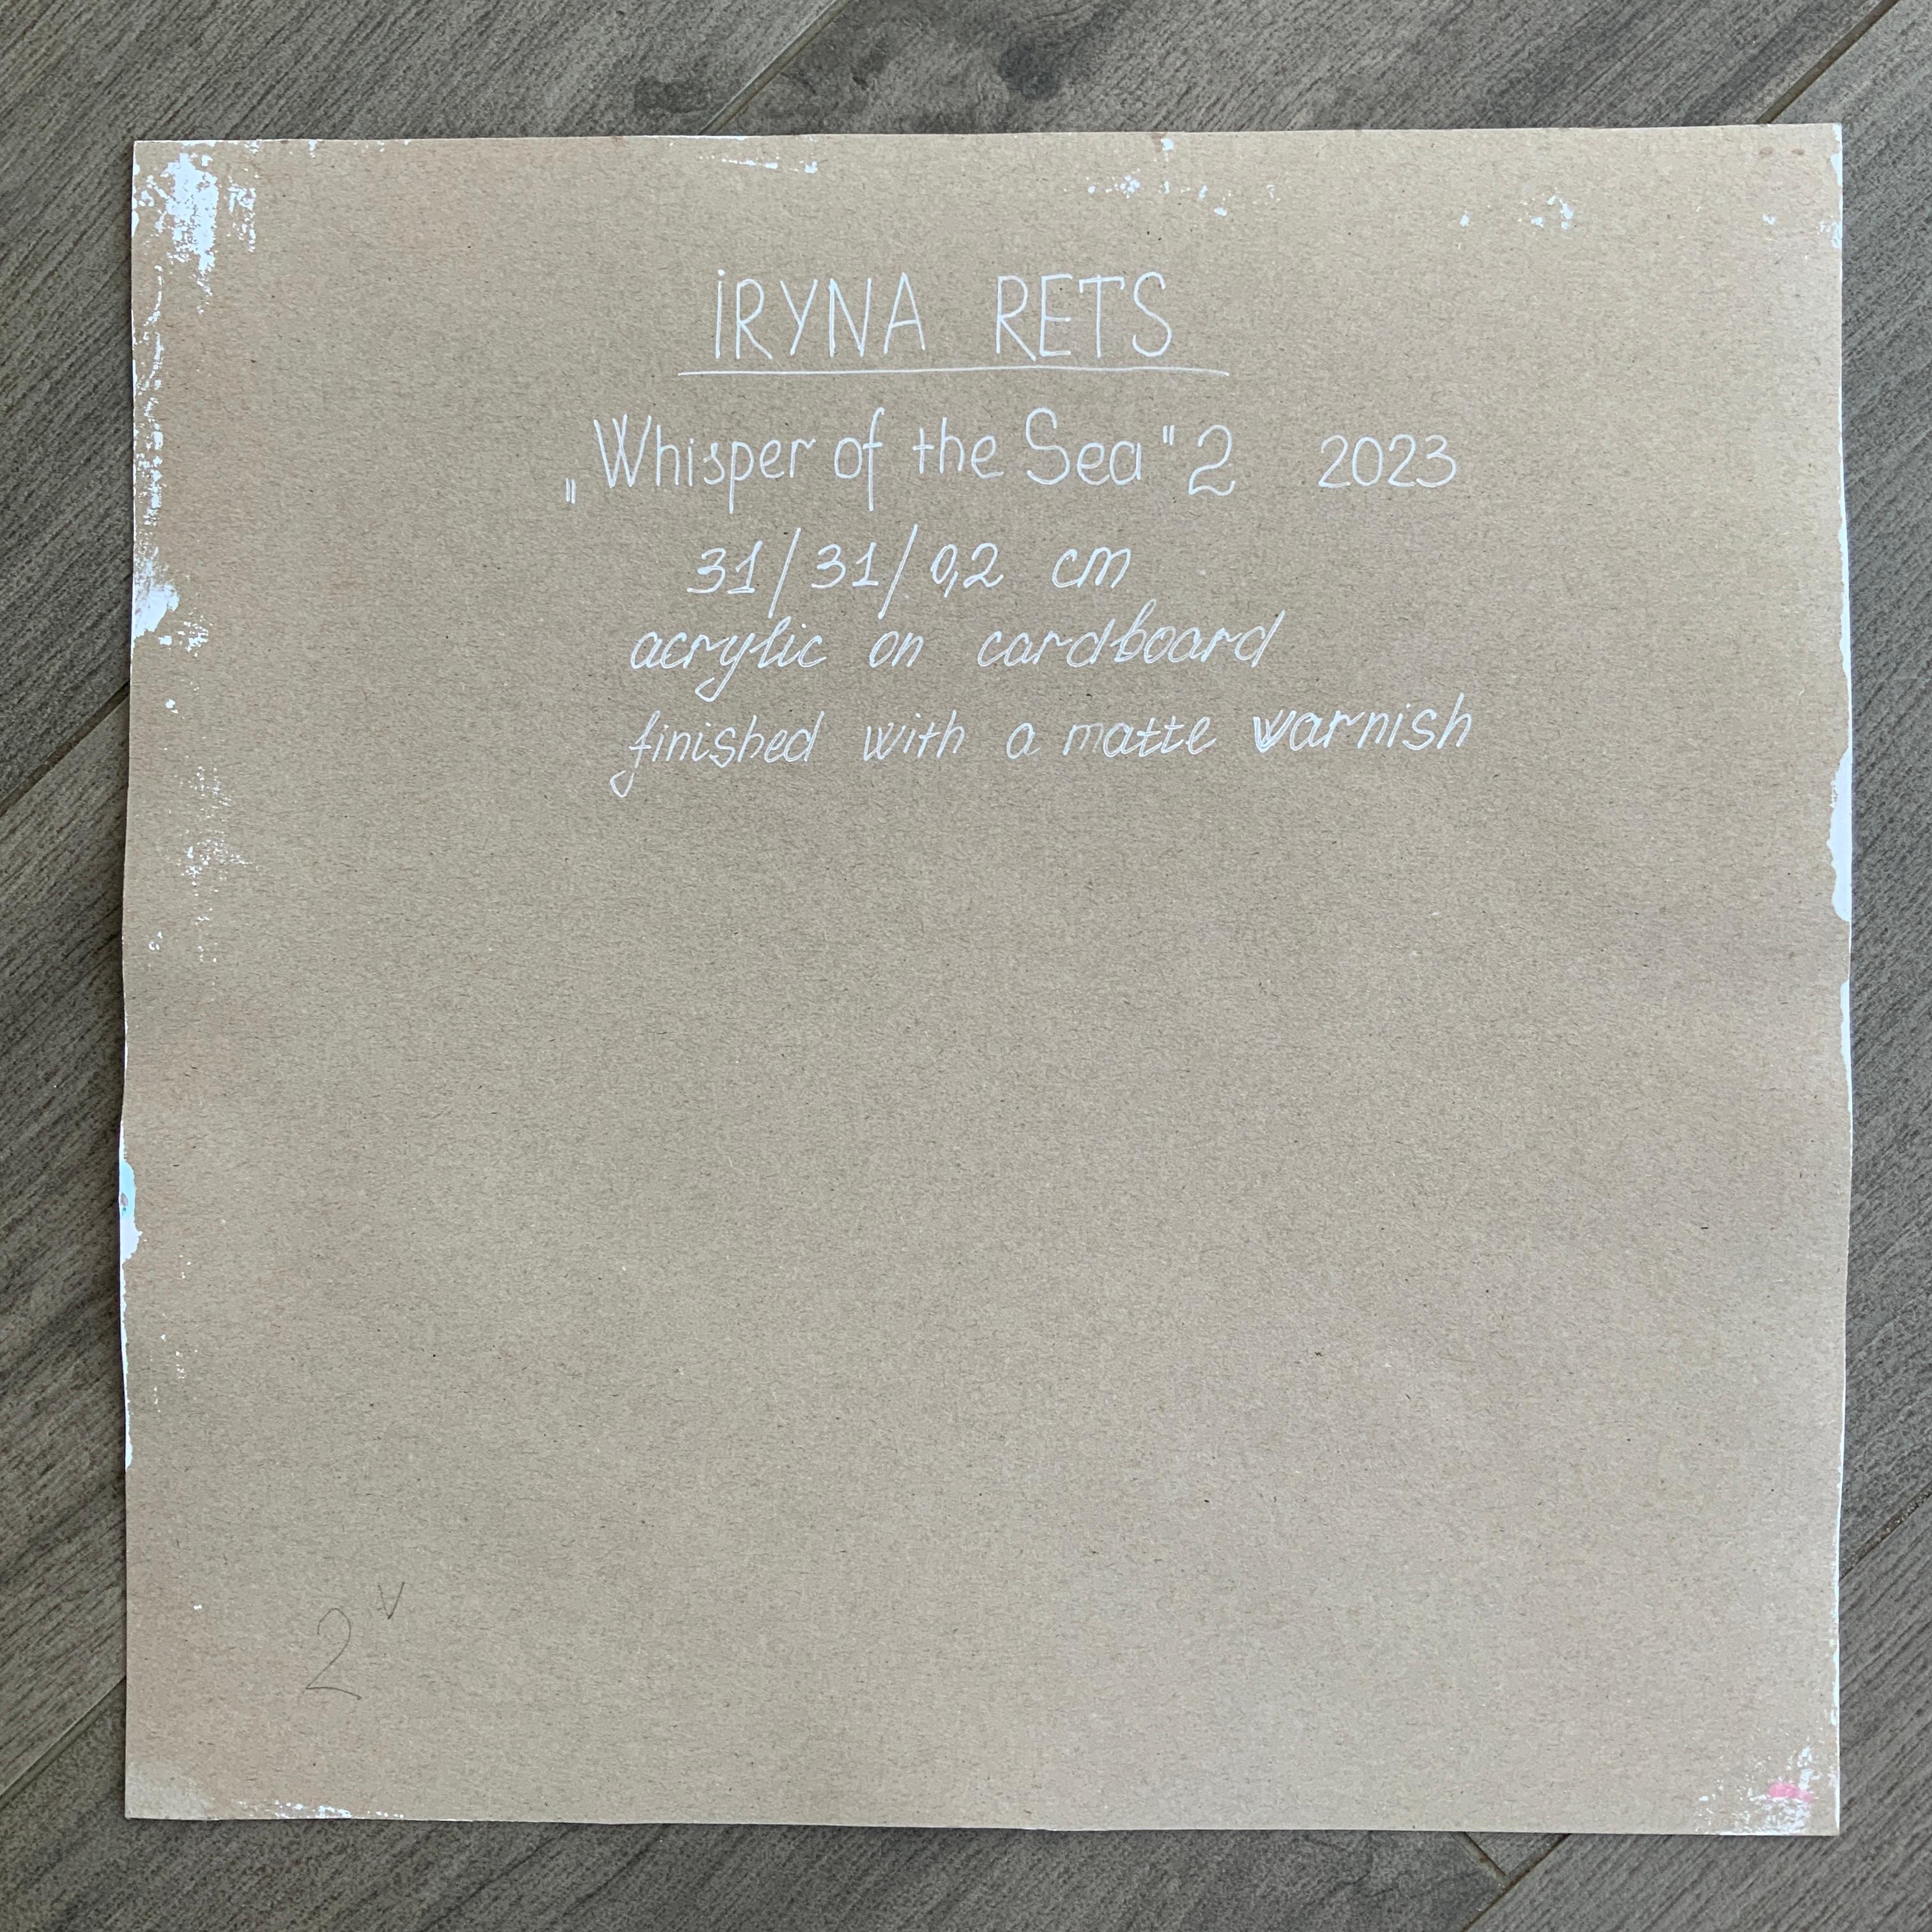 İRYNA RETS
„Whisper of the Sea" 2 2023
31/31/0,2 cm
acrylic on cardboard
finished with a matte varnish
2 v